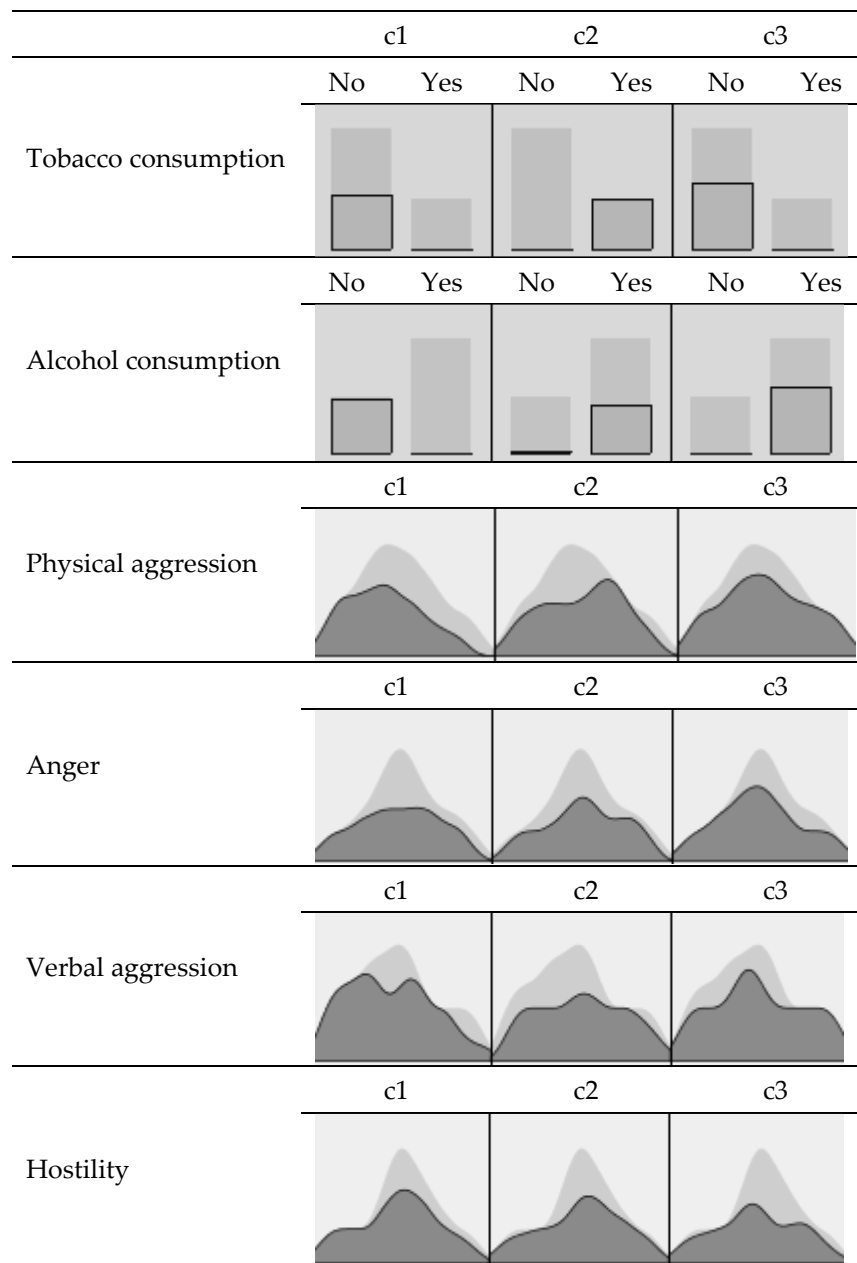 c1 c2 c3
No Yes No Yes No Yes
Tobacco consumption
No Yes No Yes No Yes
Alcohol consumption
c1 c2 c3
Physical aggression
c1 c2 c3
Anger
c1 c2 c3
Verbal aggression
c1 c2 c3
Hostility